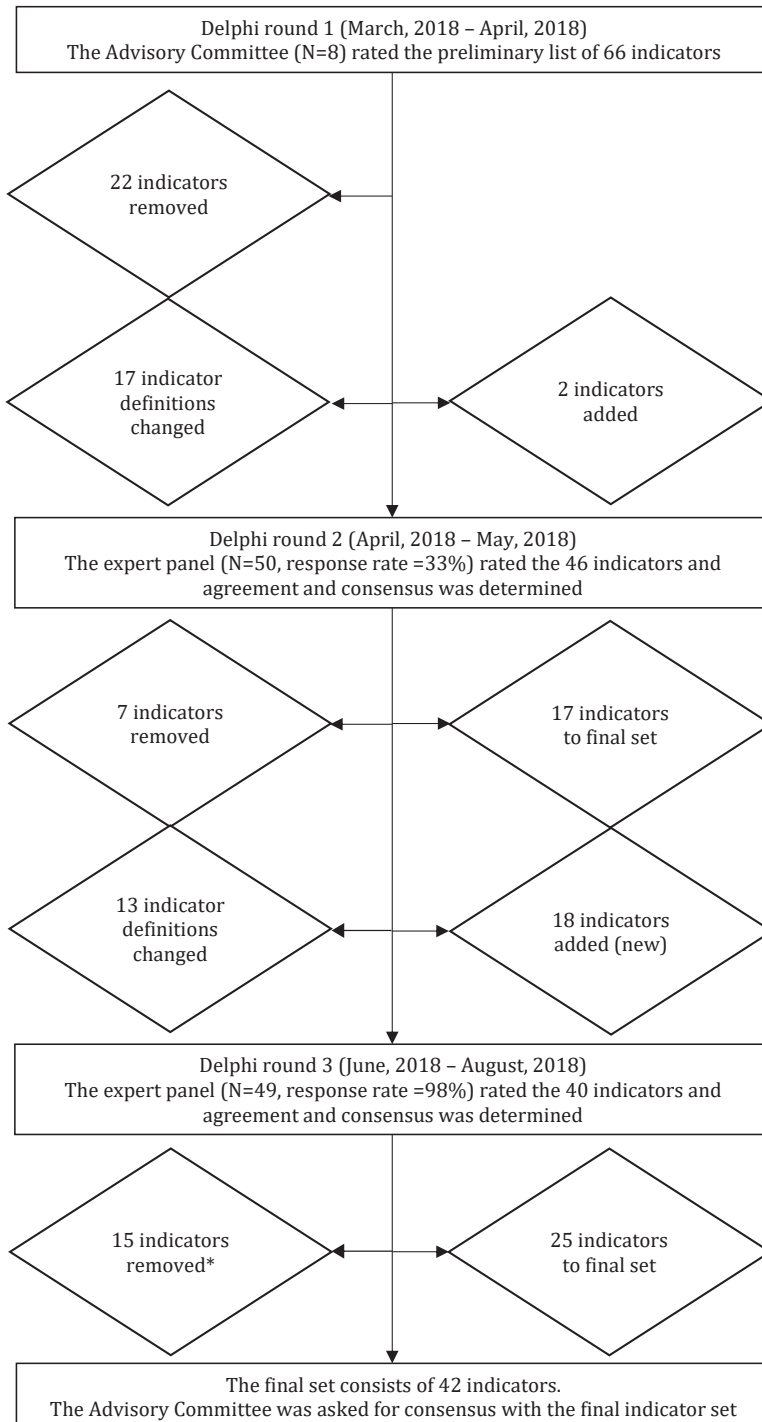 Delphi round 1 (March, 2018 – April, 2018)
The Advisory Committee (N=8) rated the preliminary list of 66 indicators
22 indicators
removed
17 indicator
definitions
changed
2 indicators
added
Delphi round 2 (April, 2018 – May, 2018)
The expert panel (N=50, response rate =33%) rated the 46 indicators and
agreement and consensus was determined
7 indicators
removed
17 indicators
to final set
13 indicator
definitions
changed
18 indicators
added (new)
Delphi round 3 (June, 2018 – August, 2018)
The expert panel (N=49, response rate =98%) rated the 40 indicators and
agreement and consensus was determined
15 indicators
removed*
25 indicators
to final set
The final set consists of 42 indicators.
The Advisory Committee was asked for consensus with the final indicator set